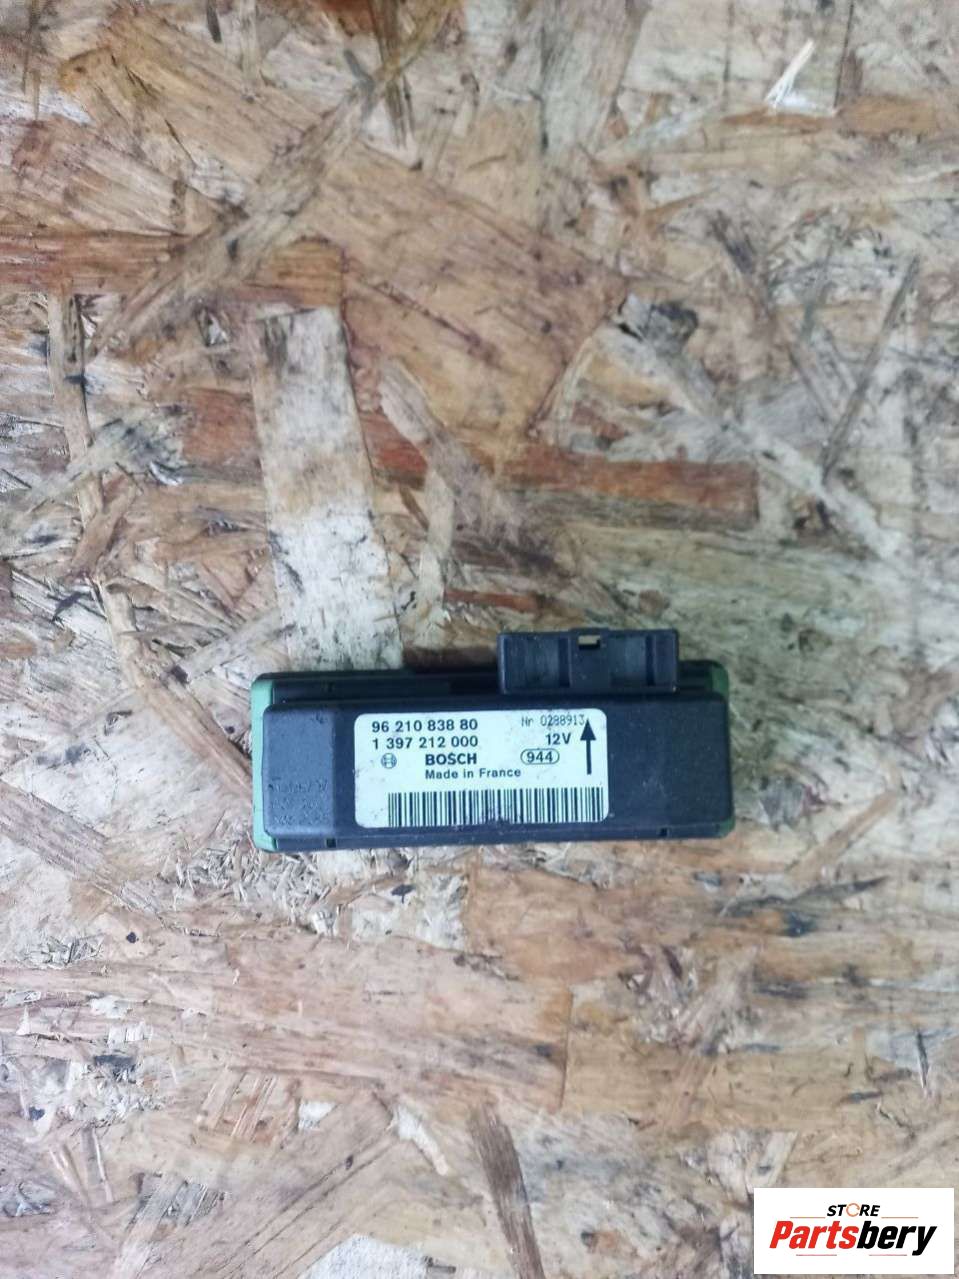 96 210 838 80 Nr 0288913
1 397 212 000 12V
BOSCH 944
Made in France
STORE
Partsbery